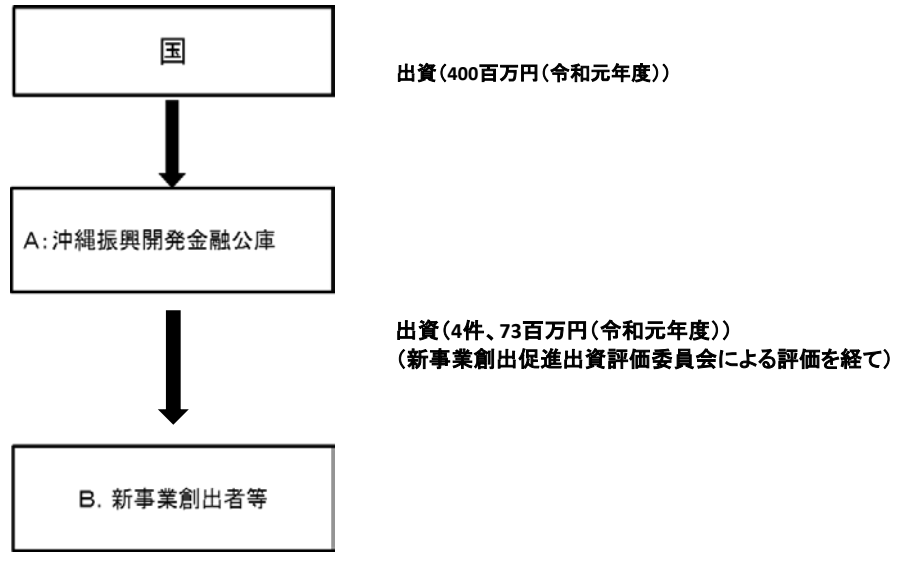 国
出資（400百万円（令和元年度））
A：沖縄振興開発金融公庫
出資（4件、73百万円（令和元年度））
（新事業創出促進出資評価委員会による評価を経て）
B．新事業創出者等